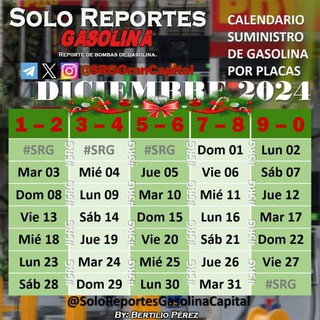 SOLO REPORTES
GASOLINA
REPORTE DE BOMBAS DE GASOLINA.
@SRGGranCapital
CALENDARIO
SUMINISTRO
DE GASOLINA
POR PLACAS
DICIEMBRE 2024
1 – 2 3 – 4 5 – 6 7 – 8 9 – 0
#SRG #SRG #SRG Dom 01 Lun 02
Mar 03 Mié 04 Jue 05 Vie 06 Sáb 07
Dom 08 Lun 09 Mar 10 Mié 11 Jue 12
Vie 13 Sáb 14 Dom 15 Lun 16 Mar 17
Mié 18 Jue 19 Vie 20 Sáb 21 Dom 22
Lun 23 Mar 24 Mié 25 Jue 26 Vie 27
Sáb 28 Dom 29 Lun 30 Mar 31 #SRG
@SoloReportesGasolinaCapital
BY: BERTILIO PÉREZ